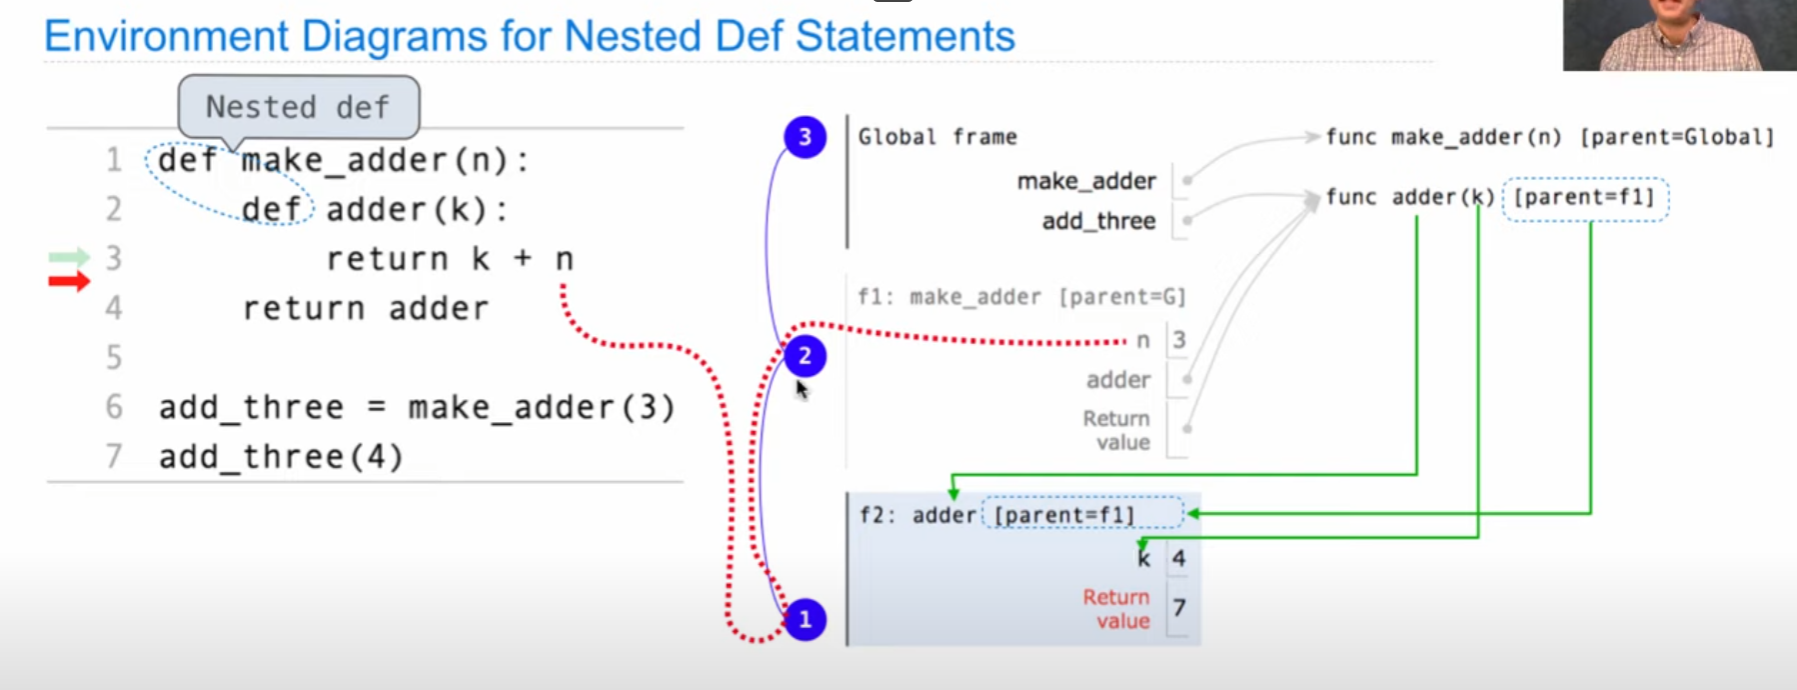 Environment Diagrams for Nested Def Statements
Nested def
1 def make_adder(n):
2 def adder(k):
3 return k + n
4 return adder
5
6 add_three = make_adder(3)
7 add_three(4)
3
Global frame
make_adder
add_three
func make_adder(n) [parent=Global]
func adder(k) [parent=f1]
2
f1: make_adder [parent=G]
n 3
adder
Return
value
1
f2: adder [parent=f1]
k 4
Return
value 7